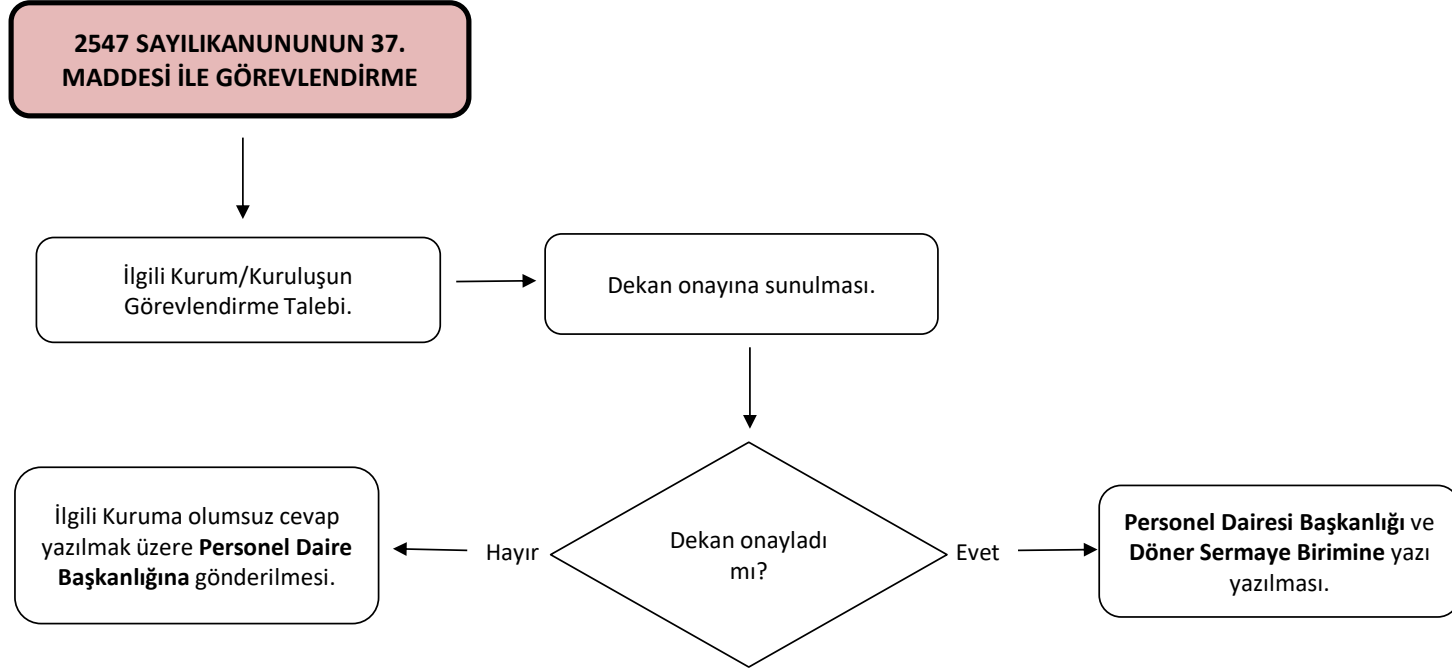 2547 SAYILIKANUNUNUN 37.
MADDESİ İLE GÖREVLENDİRME
İlgili Kurum/Kuruluşun
Görevlendirme Talebi.
Dekan onayına sunulması.
İlgili Kuruma olumsuz cevap
yazılmak üzere Personel Daire
Başkanlığına gönderilmesi.
Hayır
Dekan onayladı
mı?
Evet
Personel Dairesi Başkanlığı ve
Döner Sermaye Birimine yazı
yazılması.